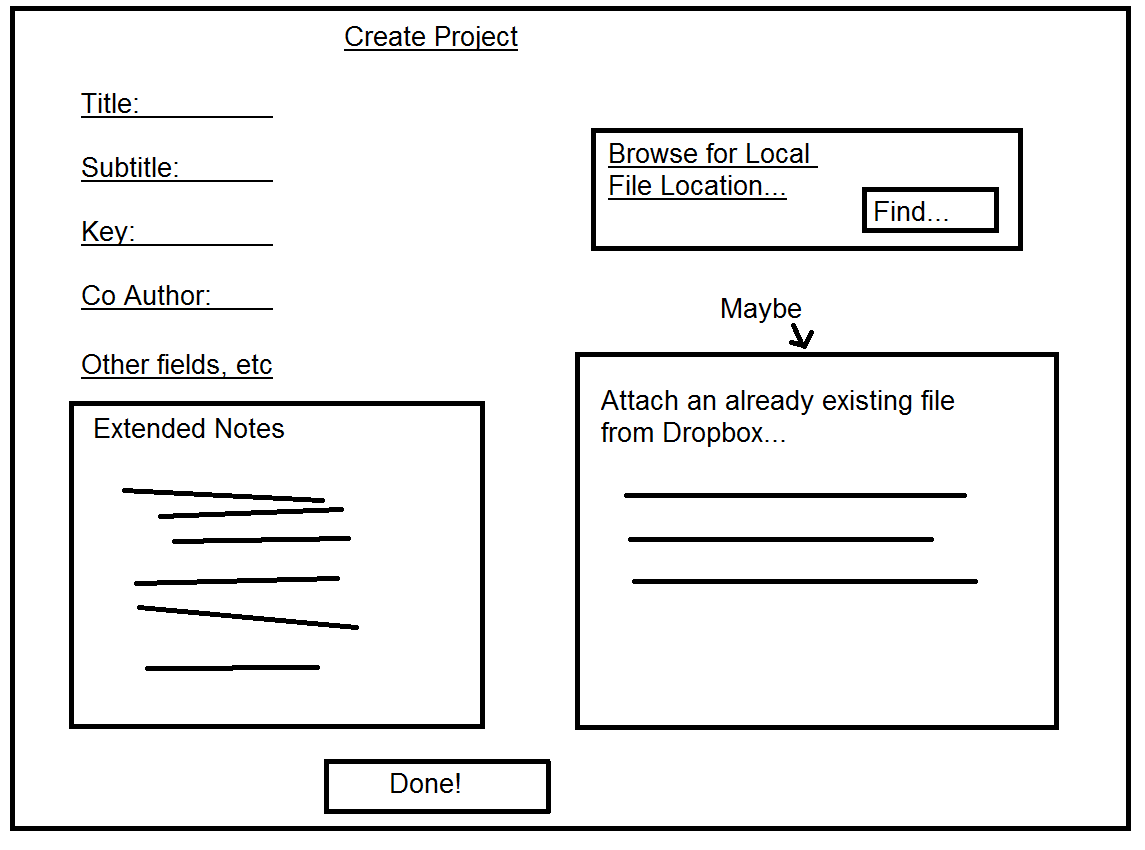 Create Project
Title:
Subtitle:
Key:
Co Author:
Other fields, etc
Extended Notes
Browse for Local
File Location...
Find...
Maybe
Attach an already existing file
from Dropbox...
Done!